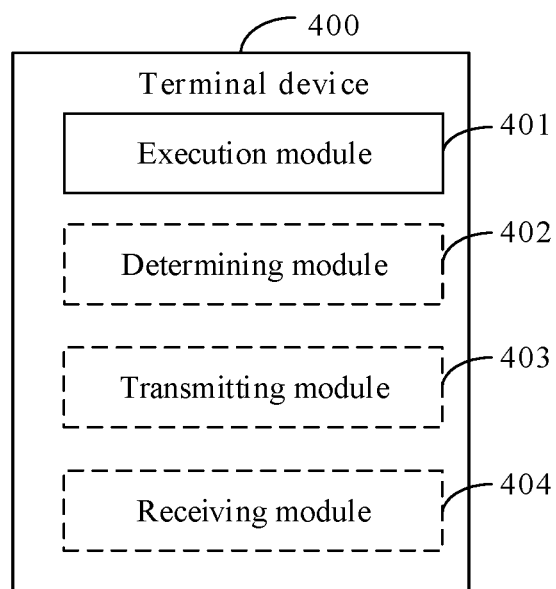 400
Terminal device
Execution module
401
Determining module
402
Transmitting module
403
Receiving module
404